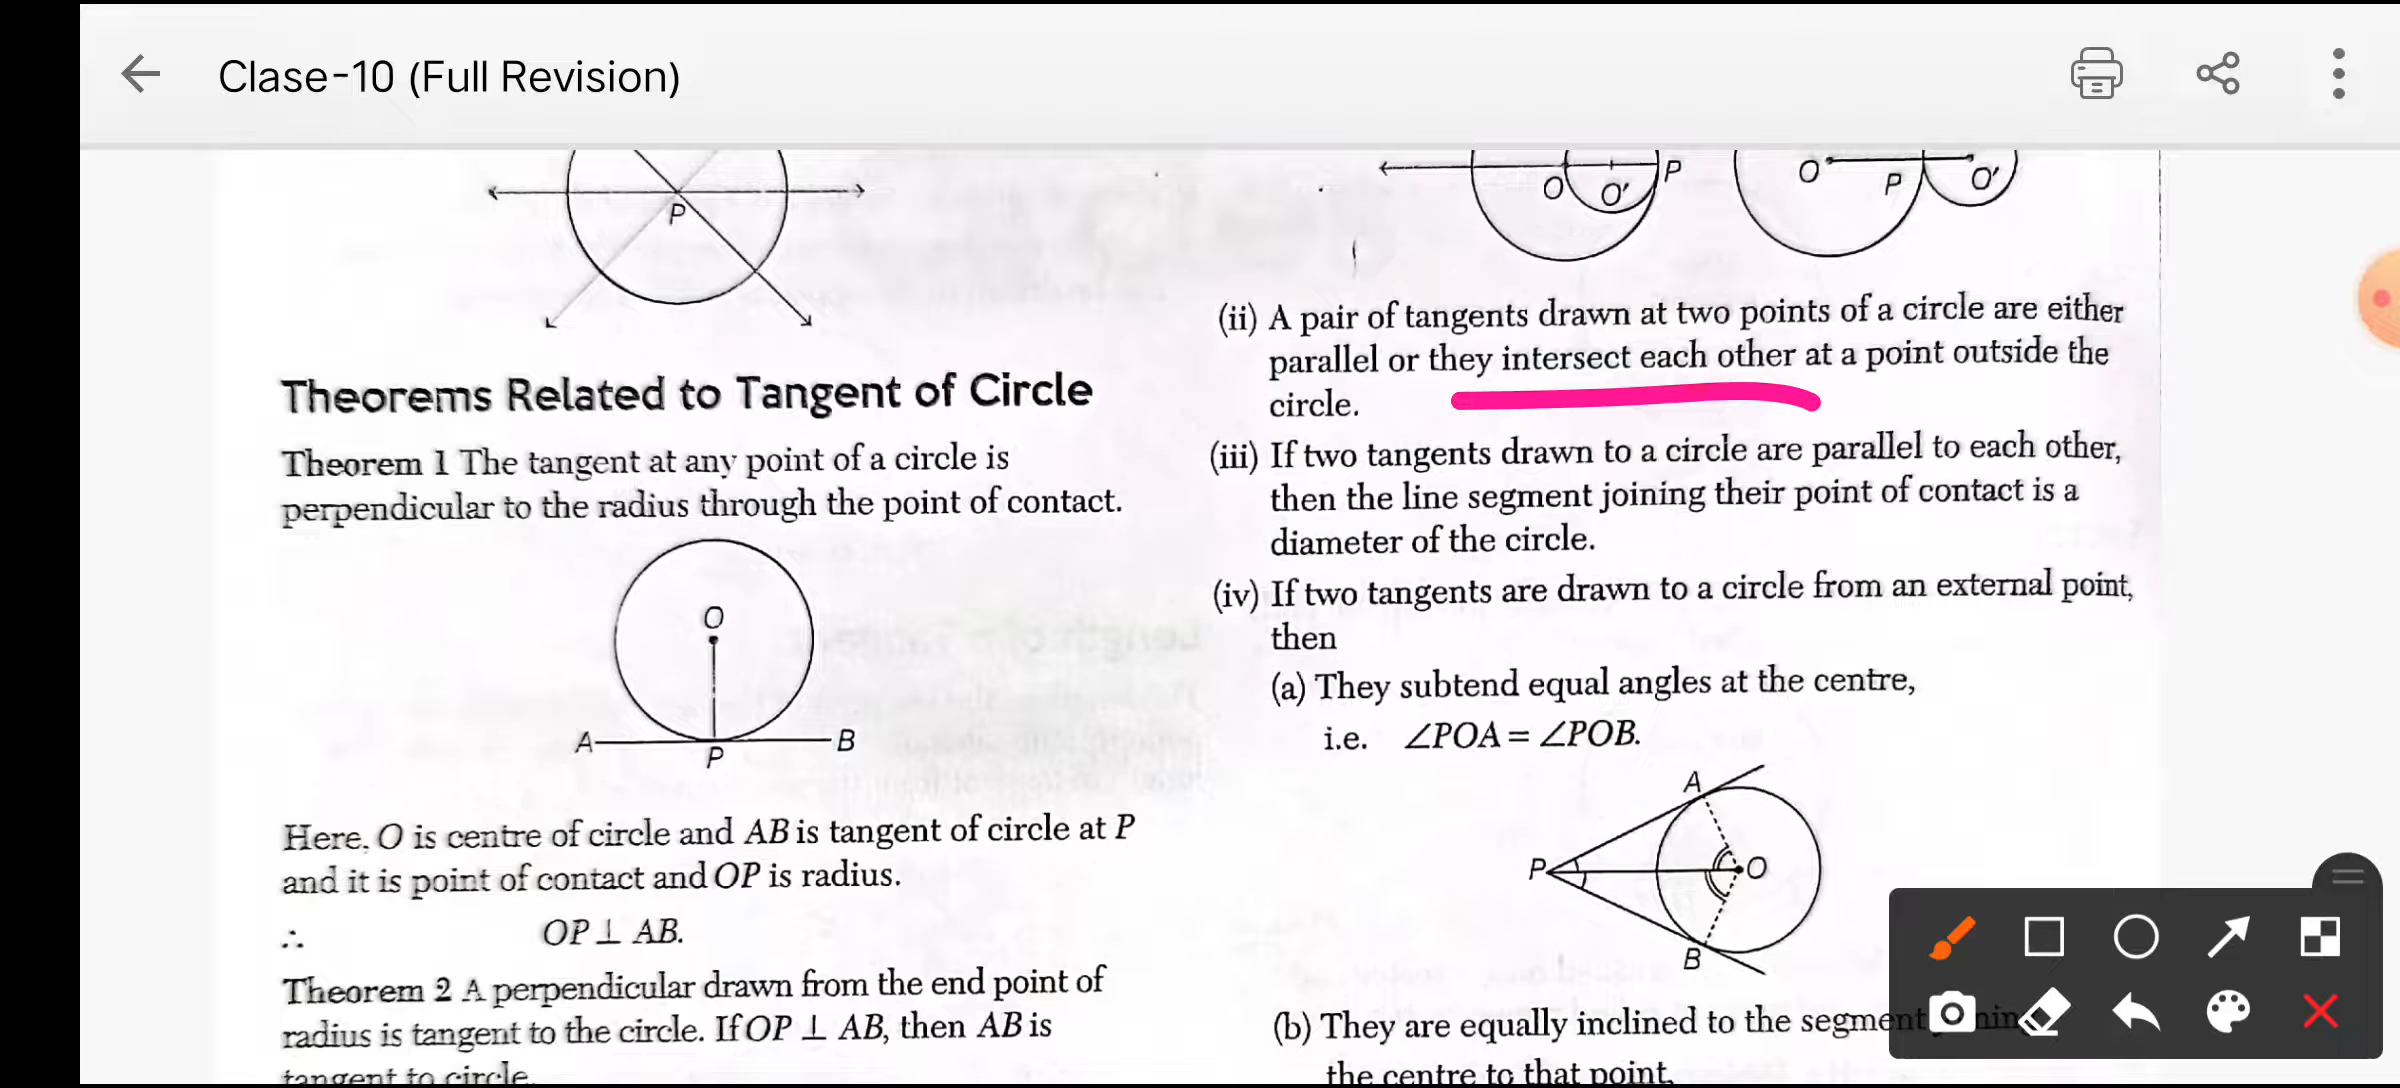 Clase-10 (Full Revision)
P
Theorems Related to Tangent of Circle
Theorem 1 The tangent at any point of a circle is
perpendicular to the radius through the point of contact.
O
A
P
B
Here, O is centre of circle and AB is tangent of circle at P
and it is point of contact and OP is radius.
∴ OP ⊥ AB.
Theorem 2 A perpendicular drawn from the end point of
radius is tangent to the circle. If OP ⊥ AB, then AB is
tangent to circle.
O O' P
O P O'
(ii) A pair of tangents drawn at two points of a circle are either
parallel or they intersect each other at a point outside the
circle.
(iii) If two tangents drawn to a circle are parallel to each other,
then the line segment joining their point of contact is a
diameter of the circle.
(iv) If two tangents are drawn to a circle from an external point,
then
(a) They subtend equal angles at the centre,
i.e. ∠POA = ∠POB.
A
P
O
B
(b) They are equally inclined to the segment
the centre to that point,